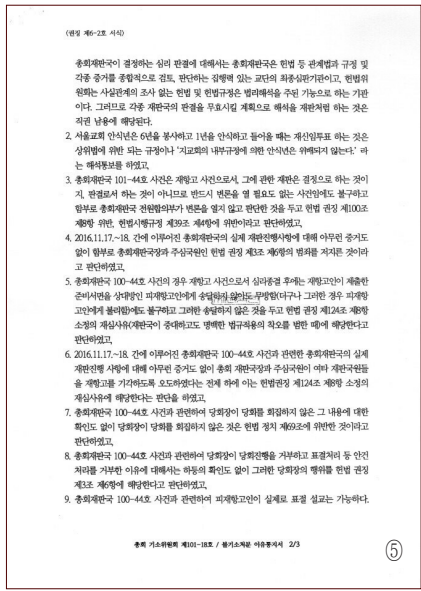 (권징 제6-2호 서식)
총회재판국이 결정하는 심리 판결에 대해서는 총회재판국은 헌법 등 관계법과 규정 및
각종 증거를 종합적으로 검토, 판단하는 집행력 있는 교단의 최종심판기관이고, 헌법위
원회는 사실관계의 조사 없는 헌법 및 헌법규정은 법리해석을 주된 기능으로 하는 기관
이다. 그러므로 각종 재판국의 판결을 무효시킬 계획으로 해석을 재판처럼 하는 것은
직권 남용에 해당된다.
2. 서울교회 안식년은 6년을 봉사하고 1년을 안식하고 들어올 때는 재신임투표 하는 것은
상위법에 위반 되는 규정이나 '지교회의 내부규정에 의한 안식년은 위배되지 않는다.' 라
는 해석통보를 하였고,
3. 총회재판국 101-44호 사건은 재항고 사건으로서, 그에 관한 재판은 결정으로 하는 것이
지, 판결로서 하는 것이 아니므로 반드시 변론을 열 필요도 없는 사건임에도 불구하고
함부로 총회재판국 전원합의부가 변론을 열지 않고 판단한 것을 두고 헌법 권징 제100조
제8항 위반, 헌법시행규정 제39조 제4항에 위반이라고 판단했으며,
4. 2016.11.17.~18. 간에 이루어진 총회재판국의 실제 재판진행사항에 대해 아무런 증거도
없이 함부로 총회재판국장과 주심국원인 헌법 권징 제3조 제6항의 범죄를 저지른 것이라
고 판단하였고,
5. 총회재판국 100-44호 사건의 경우 재항고 사건으로서 심리종결 후에는 재항고인이 제출한
준비서면을 상대방인 피재항고인에게 송달하지 않아도 무방함(더구나 그러한 경우 피재항
고인에게 불리함)에도 불구하고 그러한 송달하지 않은 것을 두고 헌법 권징 제124조 제8항
소정의 재심사유(재판국이 중대하고도 명백한 법규적용의 착오를 범한 때)에 해당한다고
판단하였고,
6. 2016.11.17.~18. 간에 이루어진 총회재판국 100-44호 사건과 관련한 총회재판국의 실제
재판진행 사항에 대해 아무런 증거도 없이 총회 재판국장과 주심국원이 여타 재판국원들
을 재항고를 기각하도록 오도하였다는 전제 하에 이는 헌법권징 제124조 제8항 소정의
재심사유에 해당한다는 판단을 하였고,
7. 총회재판국 100-44호 사건과 관련하여 당회장이 당회를 회집하지 않은 그 내용에 대한
확인도 없이 당회장이 당회를 회집하지 않은 것은 헌법 정치 제69조에 위반한 것이라고
판단하였고,
8. 총회재판국 100-44호 사건과 관련하여 당회장이 당회진행을 거부하고 표결처리 등 안건
처리를 거부한 이유에 대해서는 하등의 확인도 없이 그러한 당회장의 행위를 헌법 권징
제3조 제6항에 해당한다고 판단하였고,
9. 총회재판국 100-44호 사건과 관련하여 피재항고인이 실제로 표절 설교는 가능하다.
총회 기소위원회 제101-18호 / 불기소처분 이유통지서 2/3
⑤